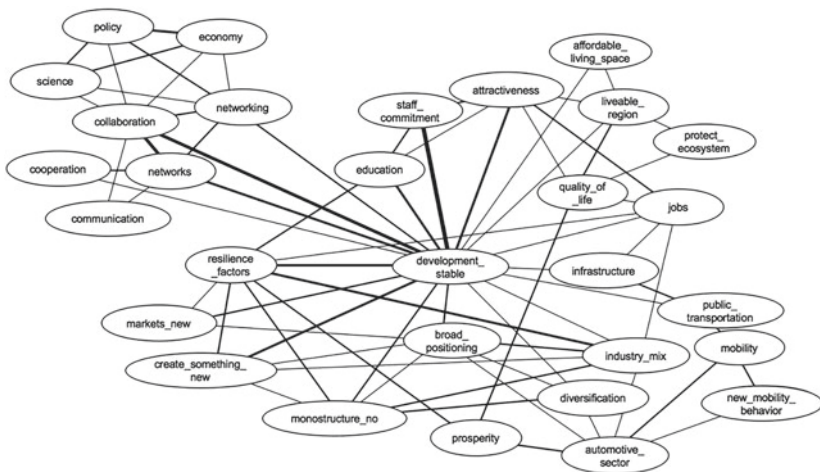 policy
economy
affordable_
living_space
science
attractiveness
staff_
commitment
liveable_
region
networking
collaboration
protect_
ecosystem
cooperation
networks
education
quality_of
_life
jobs
communication
resilience
_factors
development_
stable
infrastructure
public_
transportation
markets_new
broad_
positioning
mobility
create_something_
new
industry_mix
diversification
new_mobility_
behavior
monostructure_no
prosperity
automotive_
sector